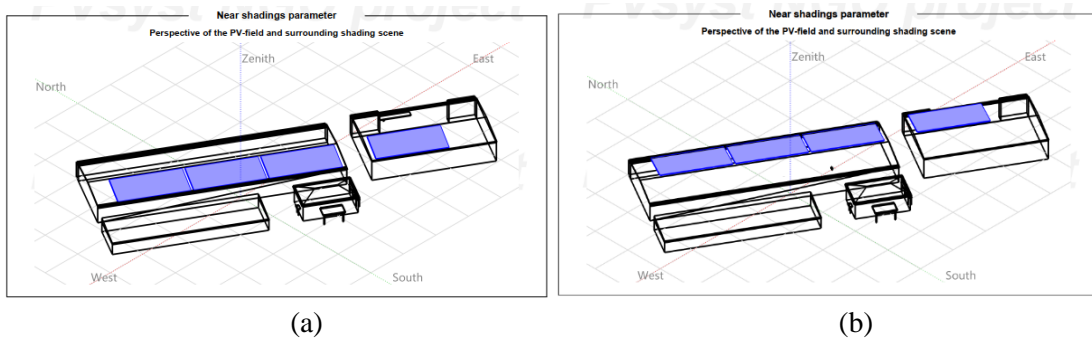 Near shadings parameter
Perspective of the PV-field and surrounding shading scene
Zenith
East
North
West
South
(a)
Near shadings parameter
Perspective of the PV-field and surrounding shading scene
Zenith
East
North
West
South
(b)